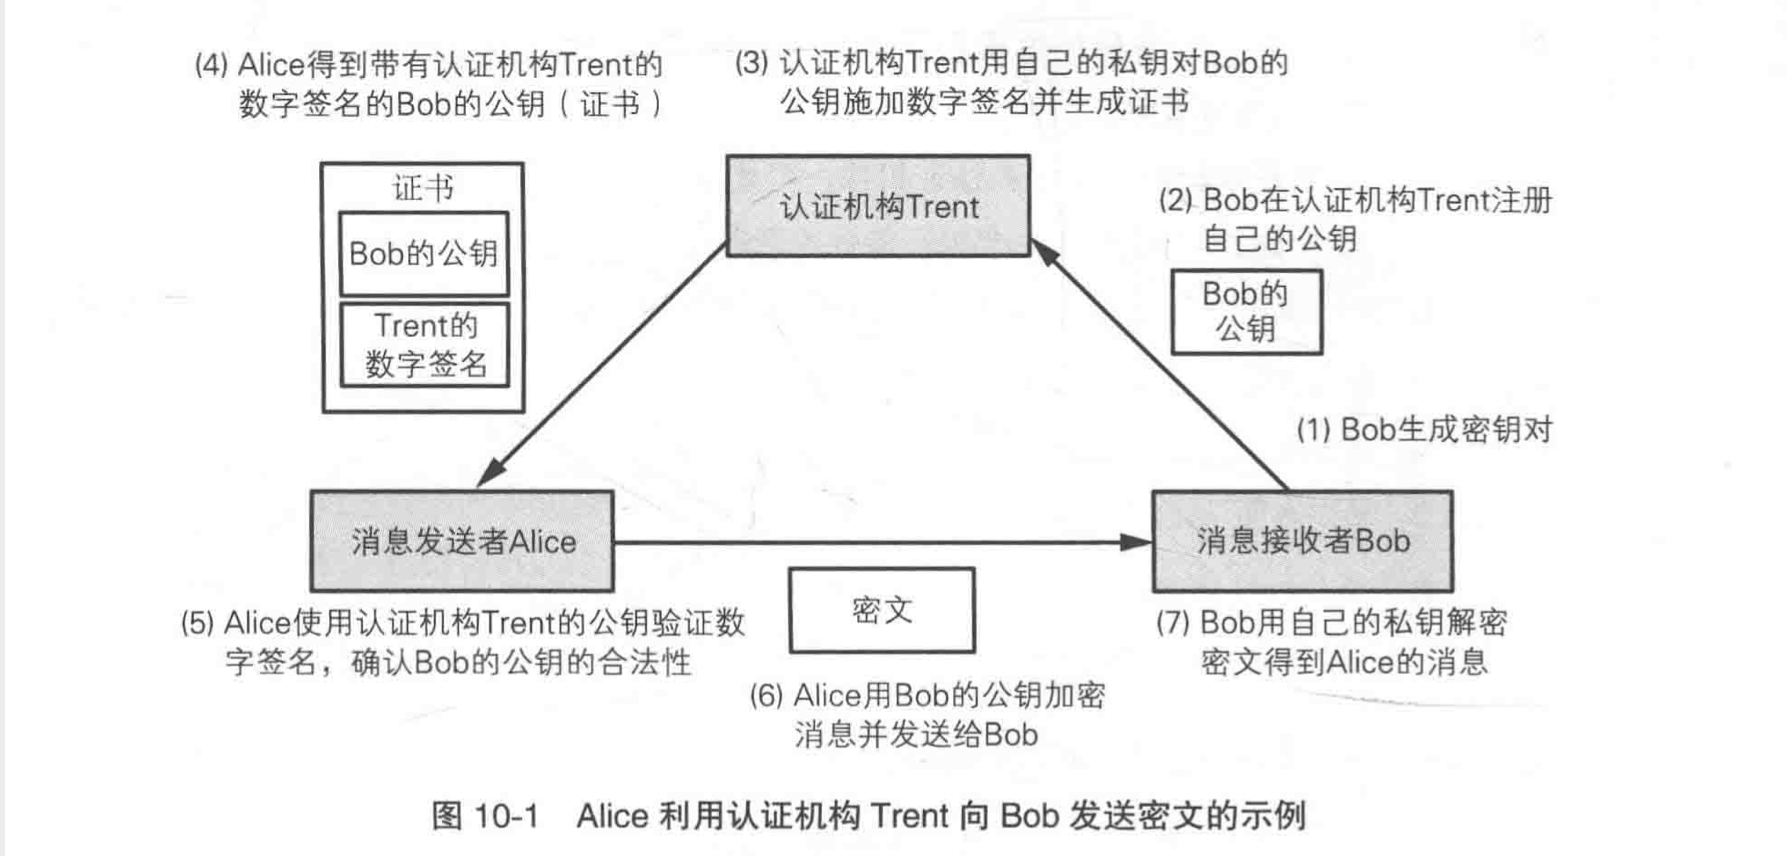 (4) Alice得到带有认证机构Trent的
数字签名的Bob的公钥（证书）
(3) 认证机构Trent用自己的私钥对Bob的
公钥施加数字签名并生成证书
证书
Bob的公钥
Trent的
数字签名
认证机构Trent
(2) Bob在认证机构Trent注册
自己的公钥
Bob的
公钥
(1) Bob生成密钥对
消息发送者Alice
消息接收者Bob
(5) Alice使用认证机构Trent的公钥验证数
字签名，确认Bob的公钥的合法性
密文
(6) Alice用Bob的公钥加密
消息并发送给Bob
(7) Bob用自己的私钥解密
密文得到Alice的消息
图 10-1 Alice 利用认证机构 Trent 向 Bob 发送密文的示例